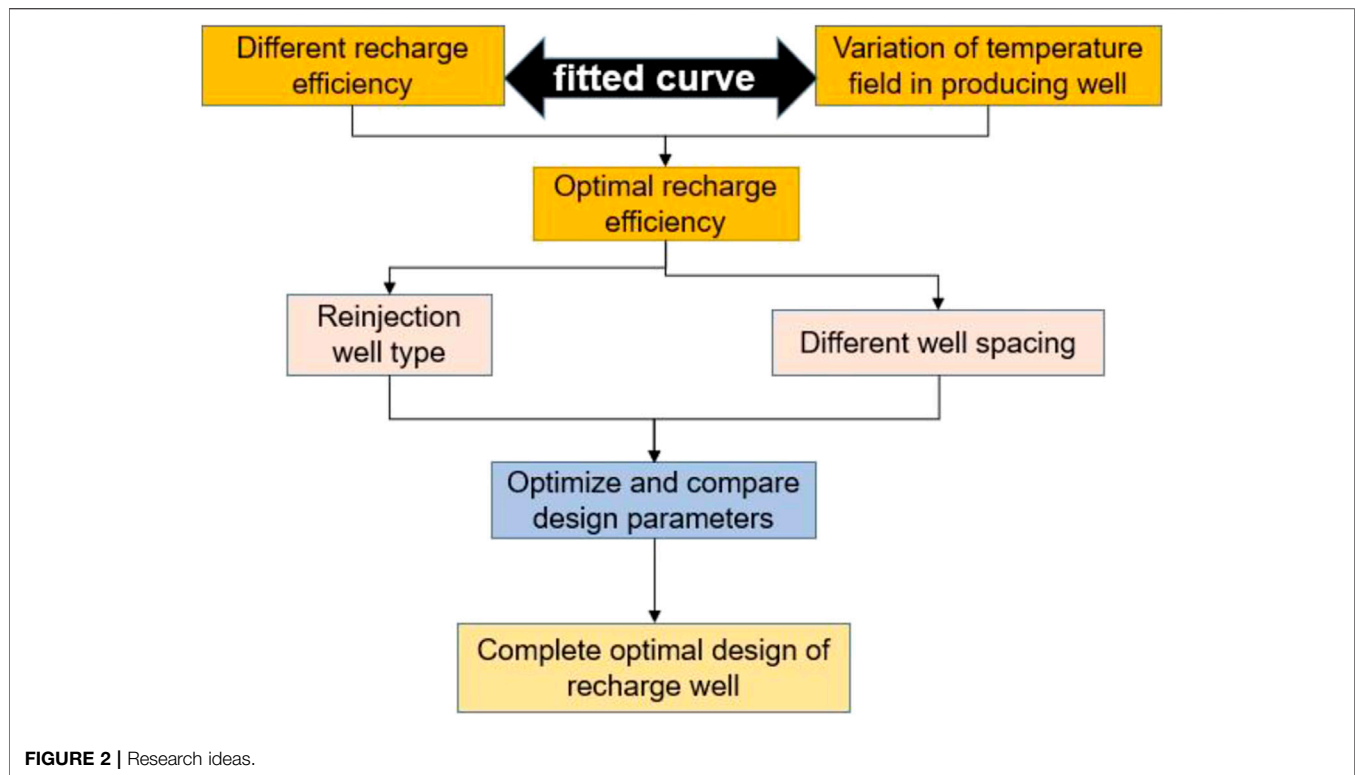 Different recharge
efficiency
fitted curve
Variation of temperature
field in producing well
Optimal recharge
efficiency
Reinjection
well type
Different well spacing
Optimize and compare
design parameters
Complete optimal design of
recharge well
FIGURE 2 | Research ideas.